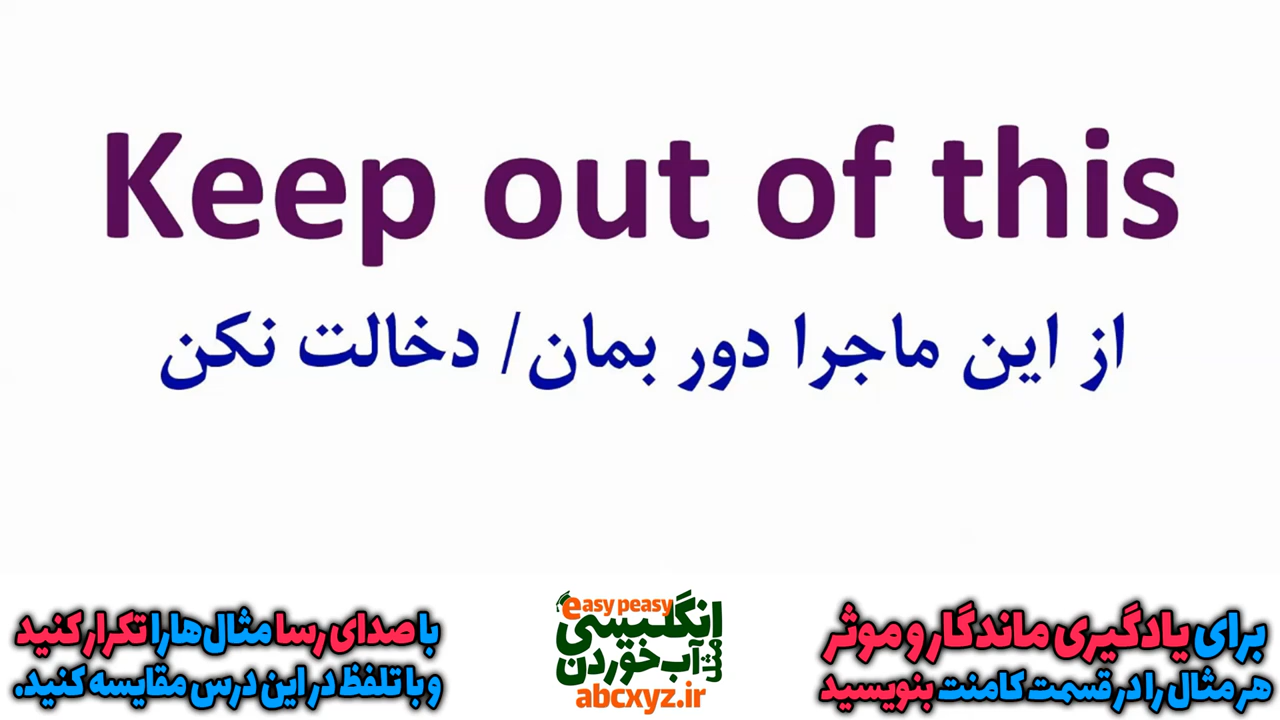 Keep out of this
از این ماجرا دور بمان/ دخالت نکن
برای یادگیری ماندگار و موثر
هر مثال را در قسمت کامنت بنویسید
easy peasy
انگلیسی
مثل آب خوردن
abcxyz.ir
با صدای رسا مثال‌ها را تکرار کنید
و با تلفظ در این درس مقایسه کنید.